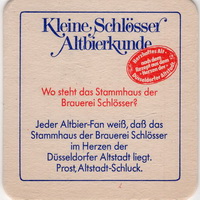 Kleine Schlösser
Altbierkunde
Wo steht das Stammhaus der
Brauerei Schlösser?
Jeder Altbier-Fan weiß, daß das
Stammhaus der Brauerei Schlösser
im Herzen der
Düsseldorfer Altstadt liegt.
Prost, Altstadt-Schluck.